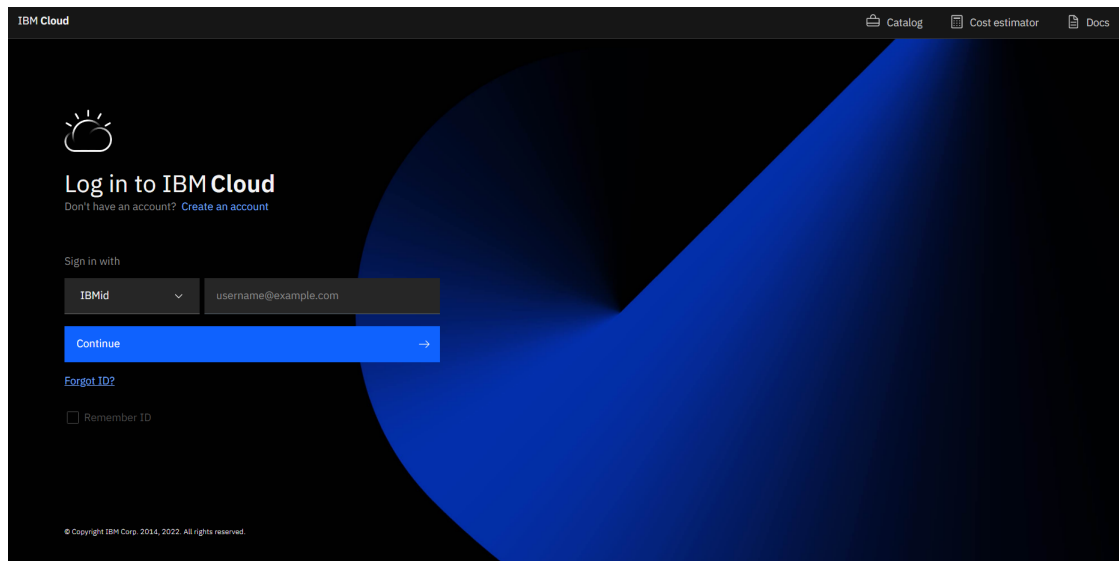 IBM Cloud
Catalog
Cost estimator
Docs
Log in to IBM Cloud
Don't have an account? Create an account
Sign in with
IBMid
username@example.com
Continue
Forgot ID?
Remember ID
© Copyright IBM Corp. 2014, 2022. All rights reserved.